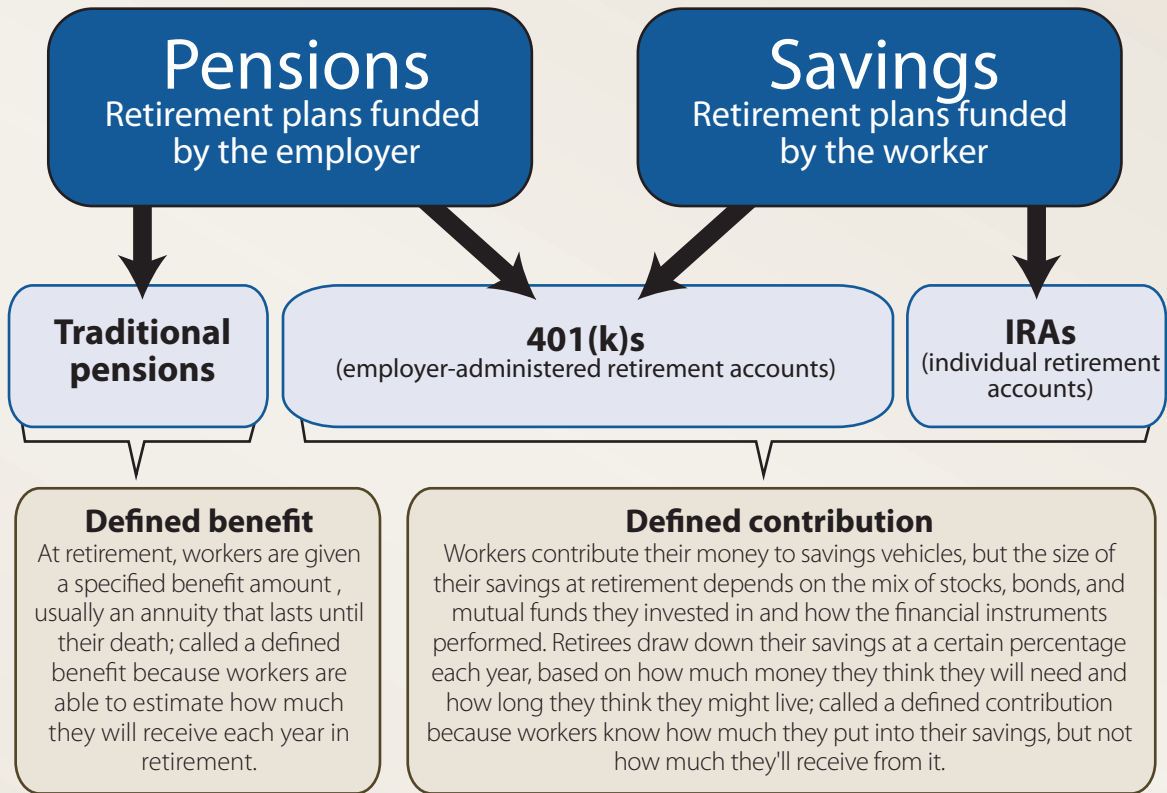 Pensions
Retirement plans funded
by the employer
Savings
Retirement plans funded
by the worker
Traditional
pensions
401(k)s
(employer-administered retirement accounts)
IRAs
(individual retirement
accounts)
Defined benefit
At retirement, workers are given
a specified benefit amount ,
usually an annuity that lasts until
their death; called a defined
benefit because workers are
able to estimate how much
they will receive each year in
retirement.
Defined contribution
Workers contribute their money to savings vehicles, but the size of
their savings at retirement depends on the mix of stocks, bonds, and
mutual funds they invested in and how the financial instruments
performed. Retirees draw down their savings at a certain percentage
each year, based on how much money they think they will need and
how long they think they might live; called a defined contribution
because workers know how much they put into their savings, but not
how much they'll receive from it.